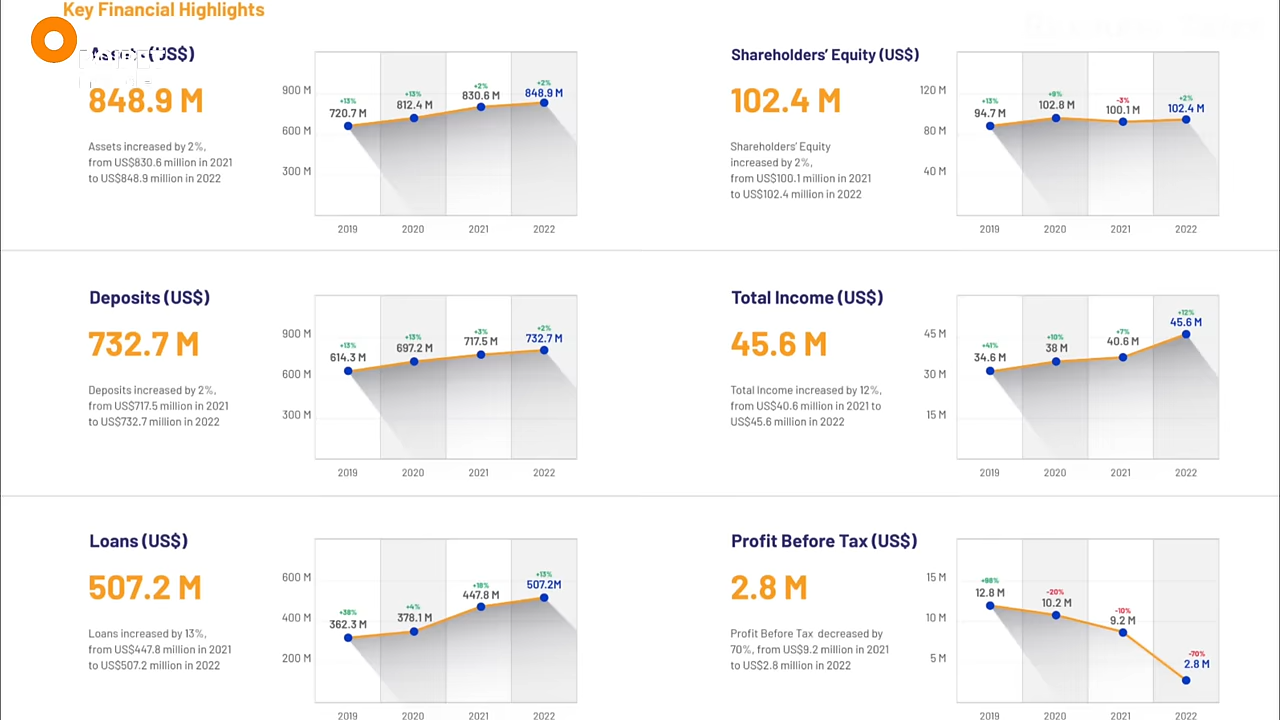 Key Financial Highlights
Assets (US$)
848.9 M
Assets increased by 2%,
from US$830.6 million in 2021
to US$848.9 million in 2022
900 M
600 M
300 M
+13%
720.7 M
+13%
812.4 M
+2%
830.6 M
+2%
848.9 M
2019 2020 2021 2022
Shareholders' Equity (US$)
102.4 M
Shareholders' Equity
increased by 2%,
from US$100.1 million in 2021
to US$102.4 million in 2022
120 M
80 M
40 M
+13%
94.7 M
+9%
102.8 M
-3%
100.1 M
+2%
102.4 M
2019 2020 2021 2022
Deposits (US$)
732.7 M
Deposits increased by 2%,
from US$717.5 million in 2021
to US$732.7 million in 2022
900 M
600 M
300 M
+13%
614.3 M
+13%
697.2 M
+3%
717.5 M
+2%
732.7 M
2019 2020 2021 2022
Total Income (US$)
45.6 M
Total Income increased by 12%,
from US$40.6 million in 2021 to
US$45.6 million in 2022
45 M
30 M
15 M
+41%
34.6 M
+10%
38 M
+7%
40.6 M
+12%
45.6 M
2019 2020 2021 2022
Loans (US$)
507.2 M
Loans increased by 13%,
from US$447.8 million in 2021
to US$507.2 million in 2022
600 M
400 M
200 M
+38%
362.3 M
+4%
378.1 M
+18%
447.8 M
+13%
507.2M
2019 2020 2021 2022
Profit Before Tax (US$)
2.8 M
Profit Before Tax decreased by
70%, from US$9.2 million in 2021
to US$2.8 million in 2022
15 M
10 M
5 M
+98%
12.8 M
-20%
10.2 M
-10%
9.2 M
-70%
2.8 M
2019 2020 2021 2022